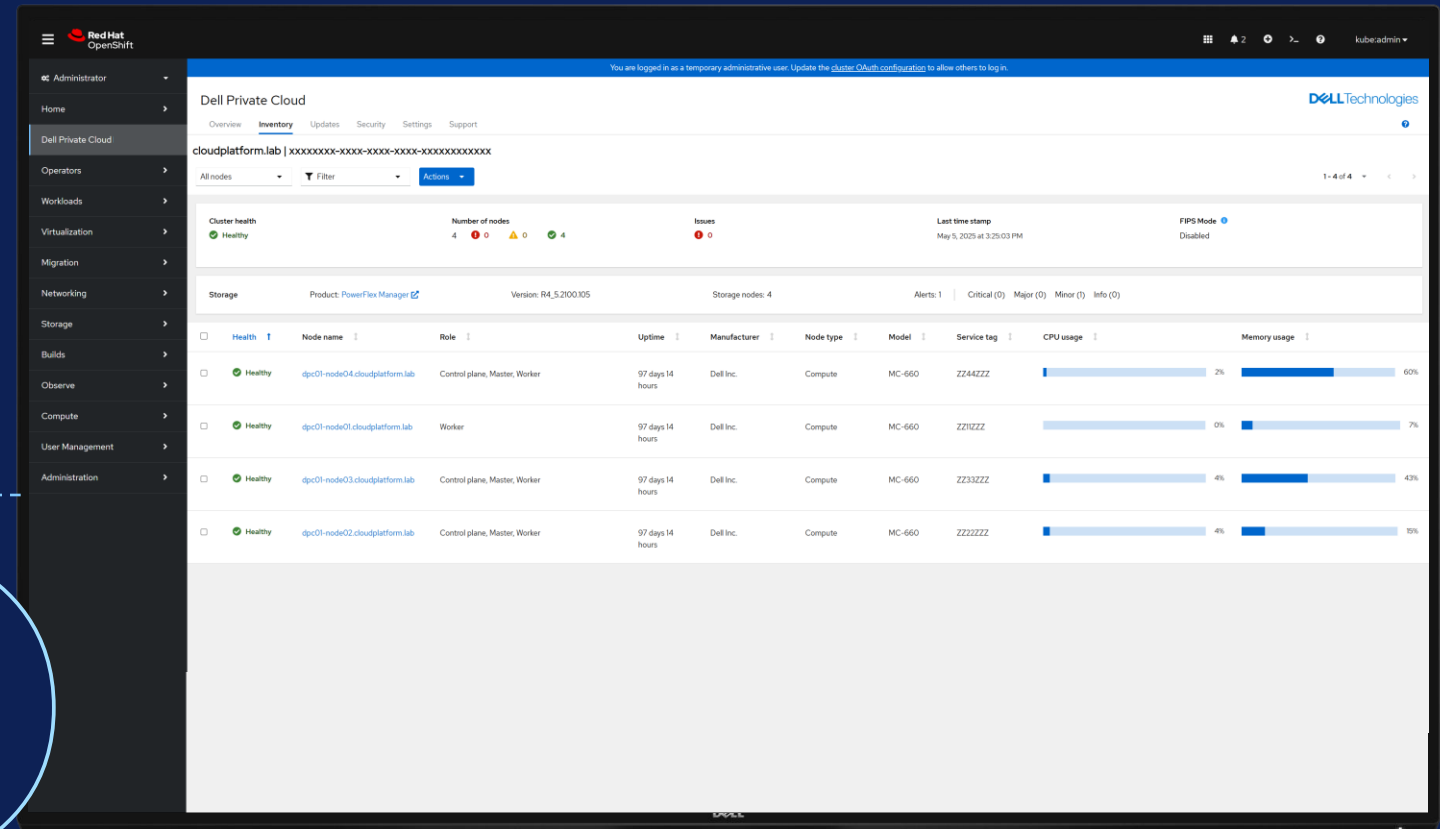 Red Hat
OpenShift
2
kube:admin
Administrator
Home
Dell Private Cloud
Operators
Workloads
Virtualization
Migration
Networking
Storage
Builds
Observe
Compute
User Management
Administration
You are logged in as a temporary administrative user. Update the cluster OAuth configuration to allow others to log in.
Dell Private Cloud
DELLTechnologies
Overview Inventory Updates Security Settings Support
cloudplatform.lab | xxxxxxxx-xxxx-xxxx-xxxx-xxxxxxxxxxxx
All nodes Filter Actions 1 - 4 of 4
Cluster health Number of nodes Issues Last time stamp FIPS Mode
Healthy 4 0 0 4 0 May 5, 2025 at 3:25:03 PM Disabled
Storage Product: PowerFlex Manager Version: R4_5.2100.105 Storage nodes: 4 Alerts: 1 Critical (0) Major (0) Minor (1) Info (0)
Health Node name Role Uptime Manufacturer Node type Model Service tag CPU usage Memory usage
Healthy dpc01-node04.cloudplatform.lab Control plane, Master, Worker 97 days 14 Dell Inc. Compute MC-660 ZZ44ZZZ 2% 60%
hours
Healthy dpc01-node01.cloudplatform.lab Worker 97 days 14 Dell Inc. Compute MC-660 ZZ11ZZZ 0% 7%
hours
Healthy dpc01-node03.cloudplatform.lab Control plane, Master, Worker 97 days 14 Dell Inc. Compute MC-660 ZZ33ZZZ 4% 43%
hours
Healthy dpc01-node02.cloudplatform.lab Control plane, Master, Worker 97 days 14 Dell Inc. Compute MC-660 ZZ22ZZZ 4% 15%
hours
DELL